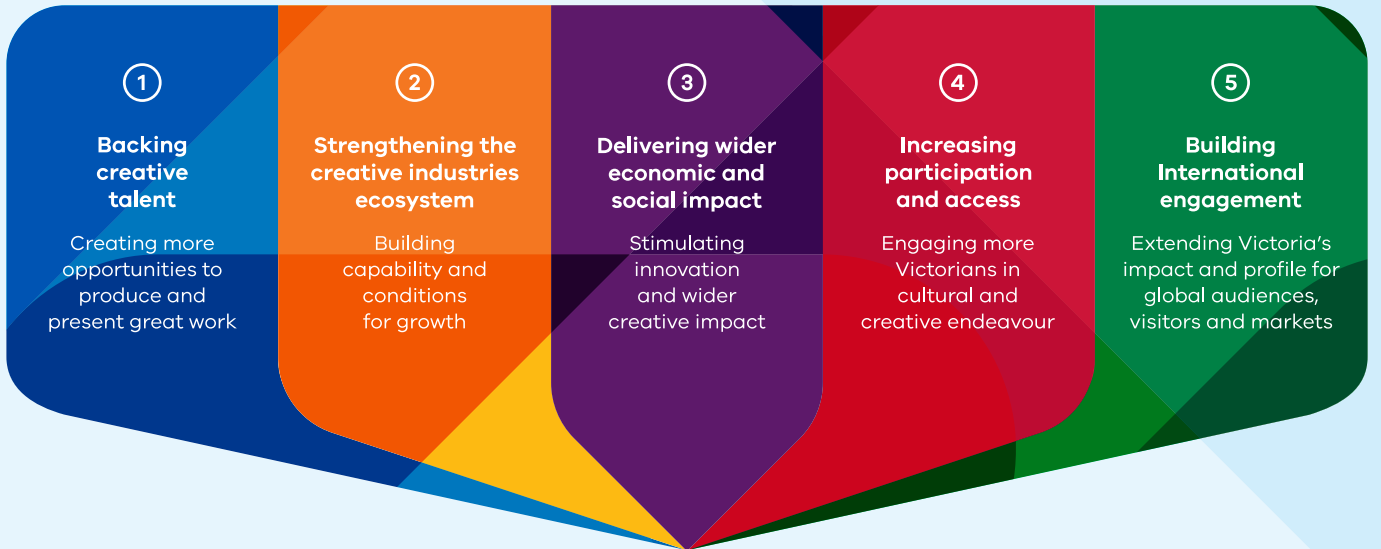 1
Backing
creative
talent
Creating more
opportunities to
produce and
present great work
2
Strengthening the
creative industries
ecosystem
Building
capability and
conditions
for growth
3
Delivering wider
economic and
social impact
Stimulating
innovation
and wider
creative impact
4
Increasing
participation
and access
Engaging more
Victorians in
cultural and
creative endeavour
5
Building
International
engagement
Extending Victoria’s
impact and profile for
global audiences,
visitors and markets